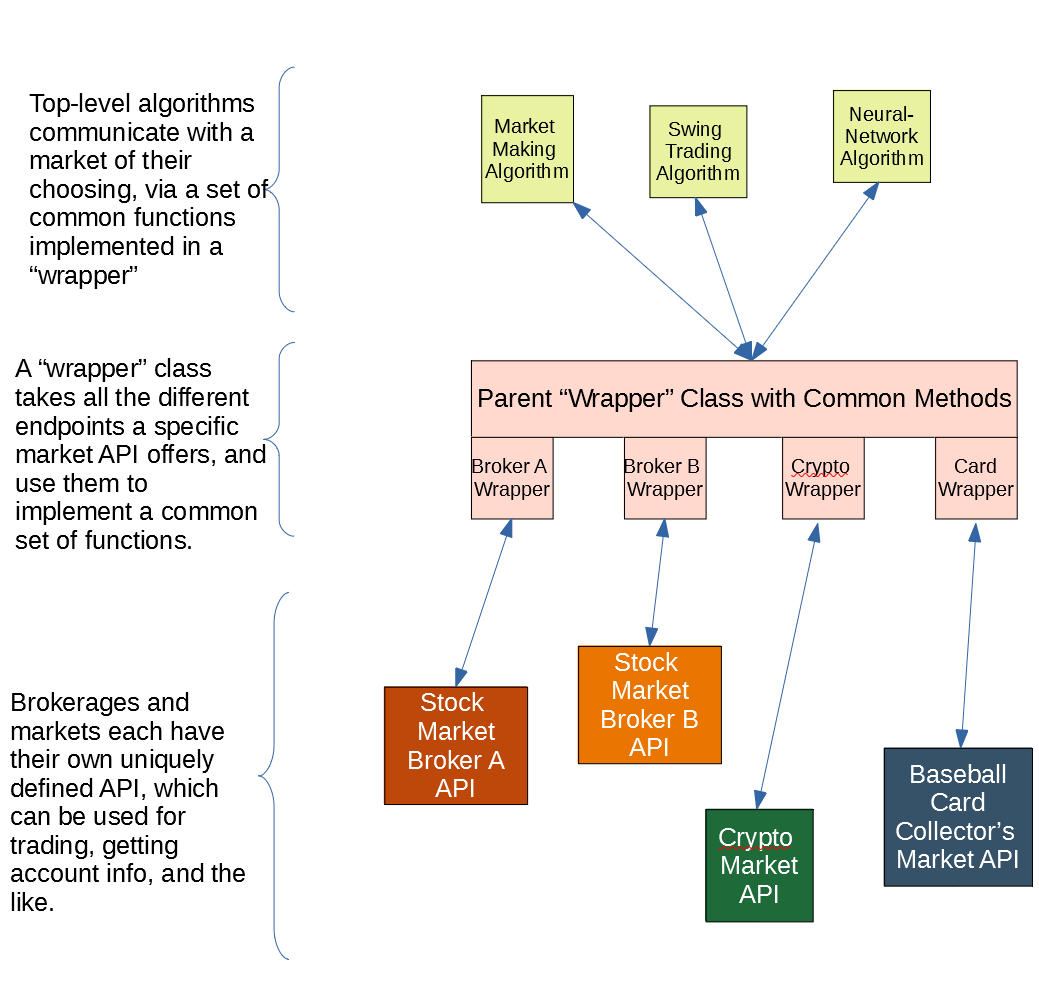 Top-level algorithms
communicate with a
market of their
choosing, via a set of
common functions
implemented in a
“wrapper”
Market
Making
Algorithm
Swing
Trading
Algorithm
Neural-
Network
Algorithm
A “wrapper” class
takes all the different
endpoints a specific
market API offers, and
use them to
implement a common
set of functions.
Parent “Wrapper” Class with Common Methods
Broker A
Wrapper
Broker B
Wrapper
Crypto
Wrapper
Card
Wrapper
Brokerages and
markets each have
their own uniquely
defined API, which
can be used for
trading, getting
account info, and the
like.
Stock
Market
Broker A
API
Stock
Market
Broker B
API
Crypto
Market
API
Baseball
Card
Collector’s
Market API